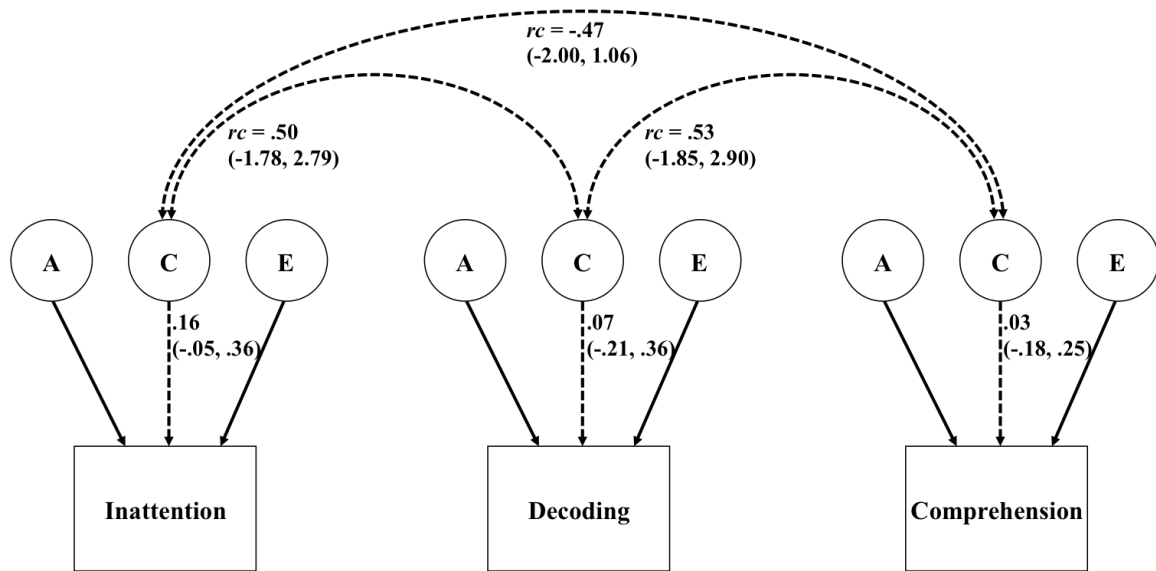 rc = -.47
(-2.00, 1.06)
rc = .50
(-1.78, 2.79)
rc = .53
(-1.85, 2.90)
A
C
E
A
C
E
A
C
E
.16
(-.05, .36)
.07
(-.21, .36)
.03
(-.18, .25)
Inattention
Decoding
Comprehension